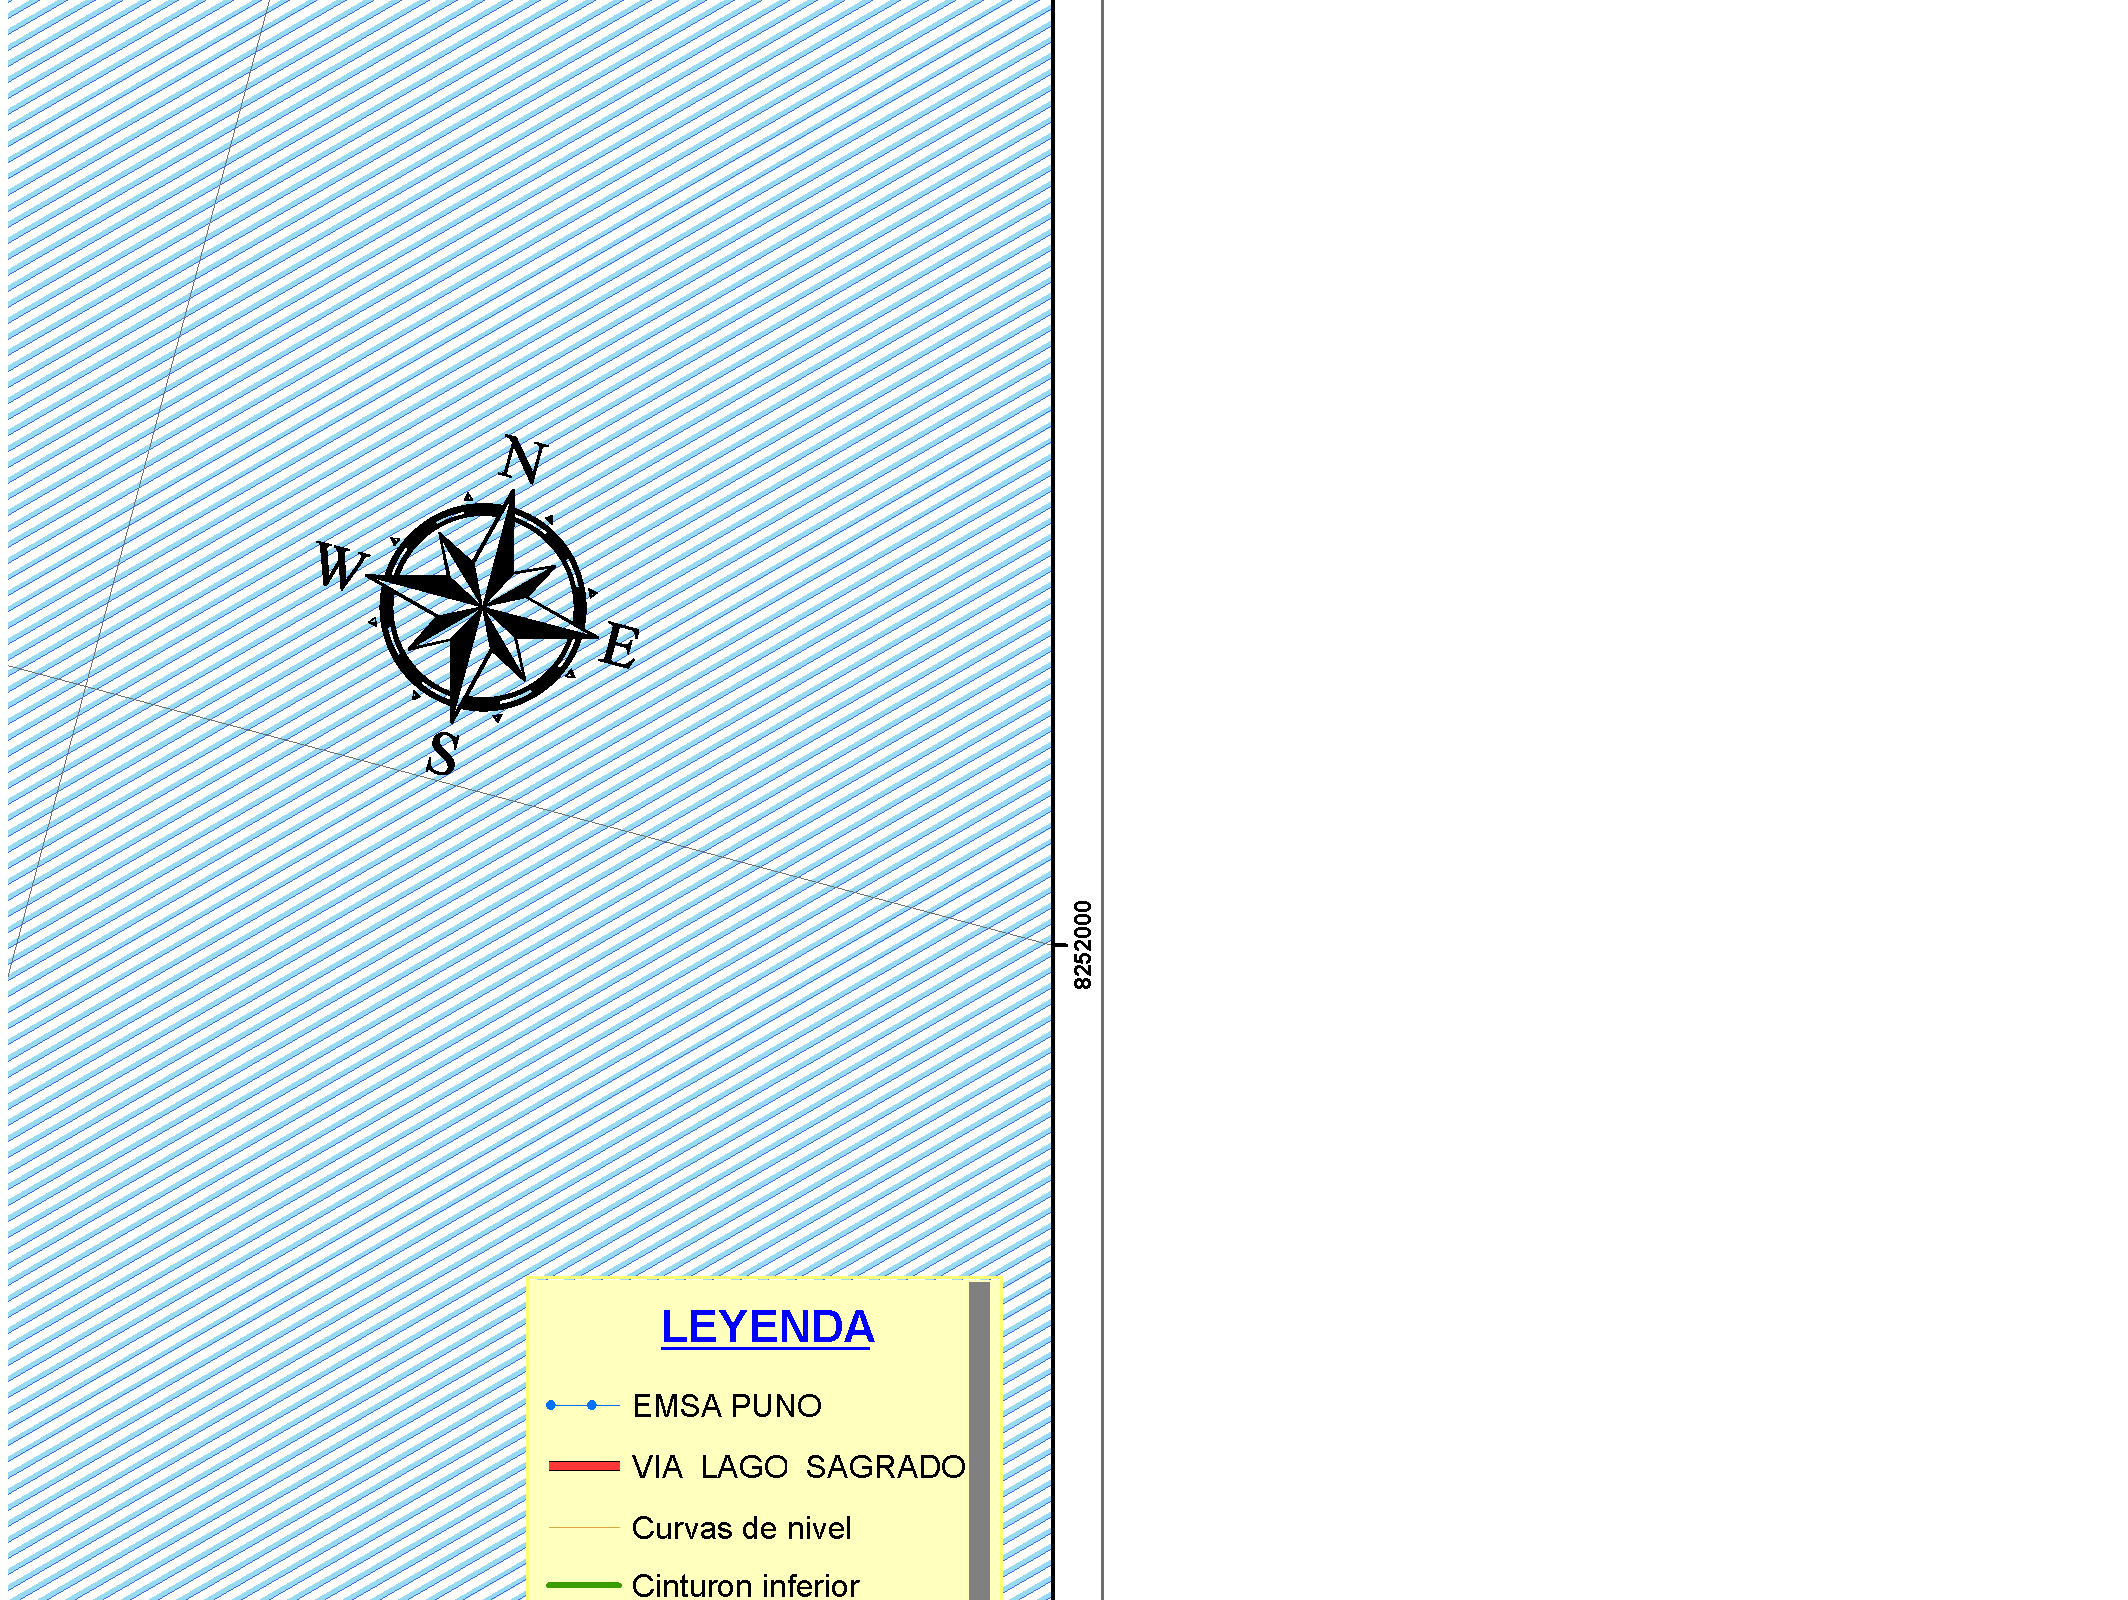 N
W
E
S
8252000
LEYENDA
EMSA PUNO
VIA LAGO SAGRADO
Curvas de nivel
Cinturon inferior